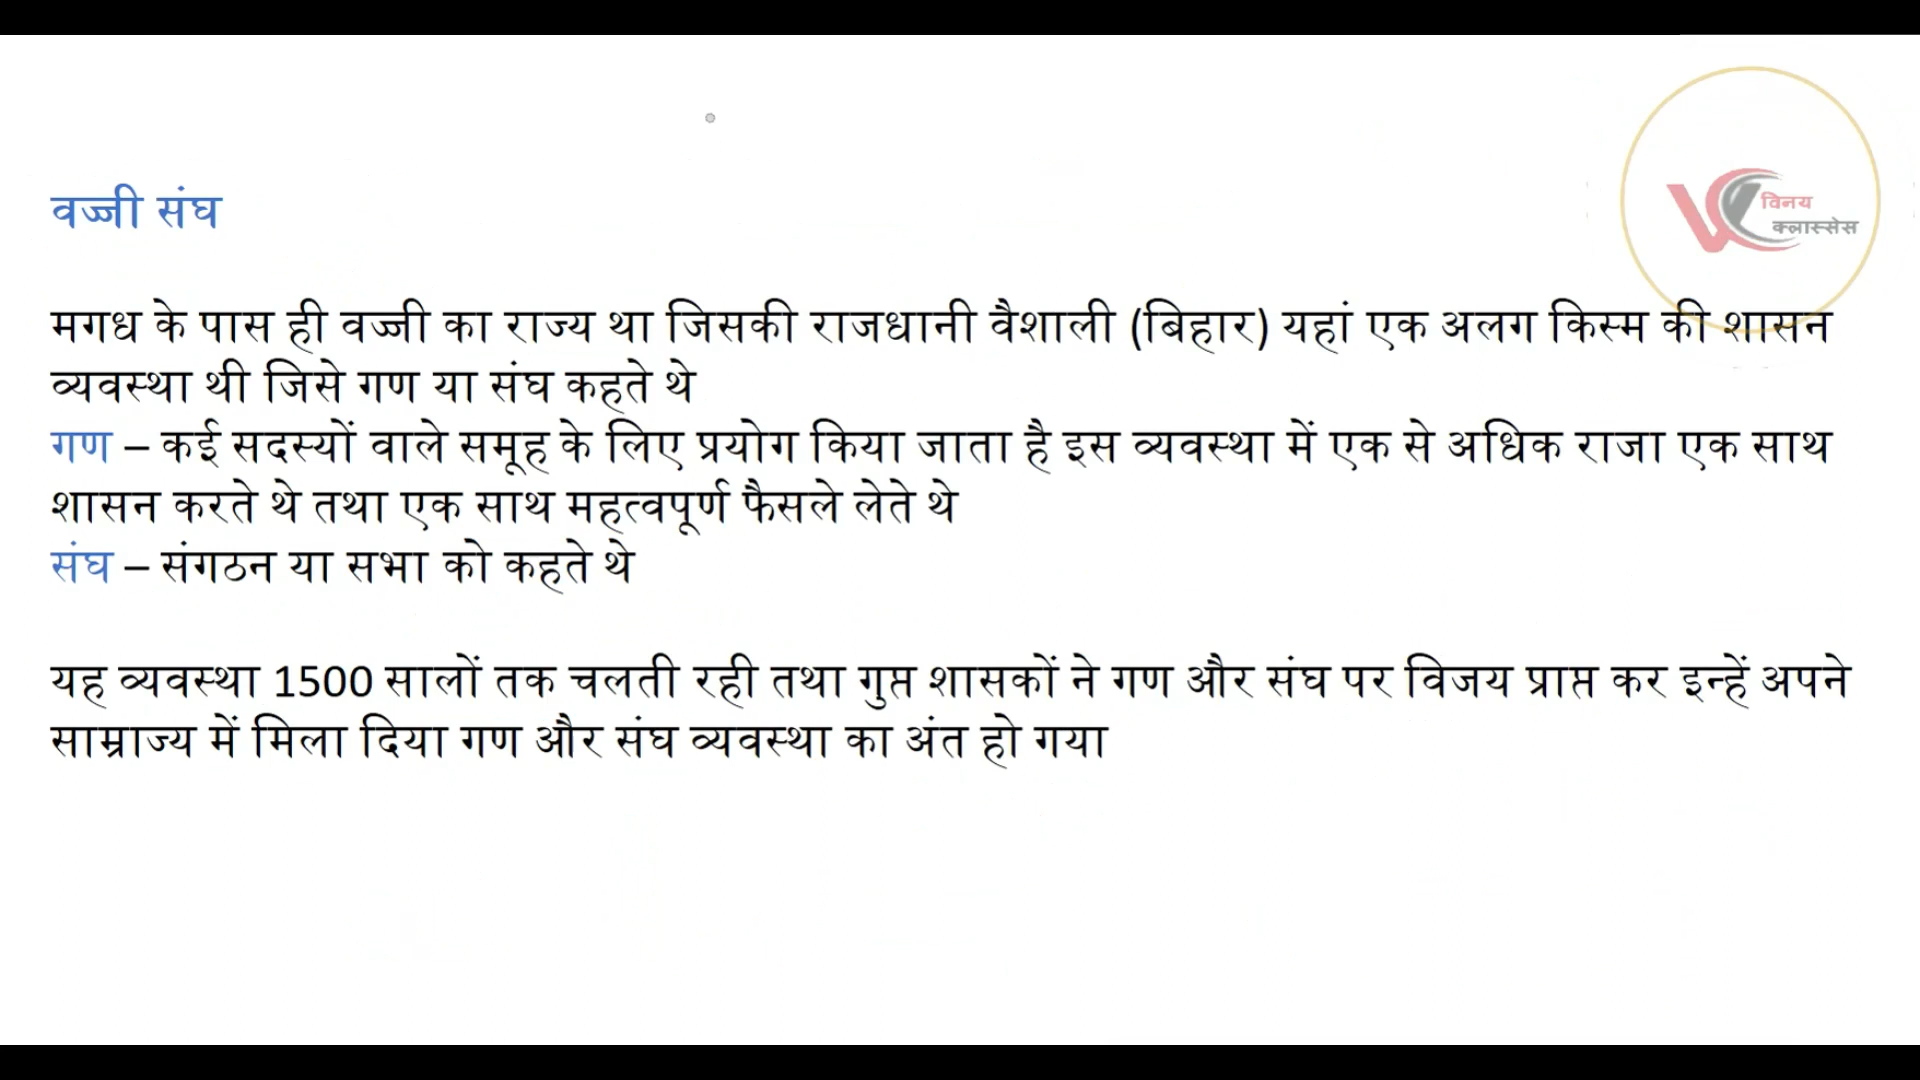 विनय
क्लास्सेस
वज्जी संघ
मगध के पास ही वज्जी का राज्य था जिसकी राजधानी वैशाली (बिहार) यहां एक अलग किस्म की शासन
व्यवस्था थी जिसे गण या संघ कहते थे
गण – कई सदस्यों वाले समूह के लिए प्रयोग किया जाता है इस व्यवस्था में एक से अधिक राजा एक साथ
शासन करते थे तथा एक साथ महत्वपूर्ण फैसले लेते थे
संघ – संगठन या सभा को कहते थे
यह व्यवस्था 1500 सालों तक चलती रही तथा गुप्त शासकों ने गण और संघ पर विजय प्राप्त कर इन्हें अपने
साम्राज्य में मिला दिया गण और संघ व्यवस्था का अंत हो गया